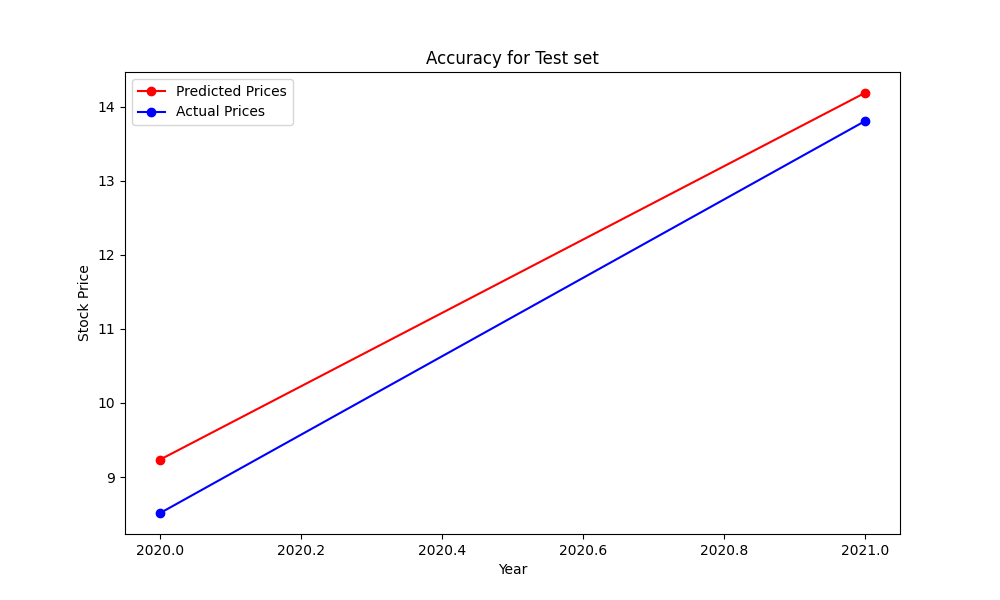 Accuracy for Test set
Predicted Prices
Actual Prices
14
13
12
11
10
9
Stock Price
2020.0
2020.2
2020.4
2020.6
2020.8
2021.0
Year